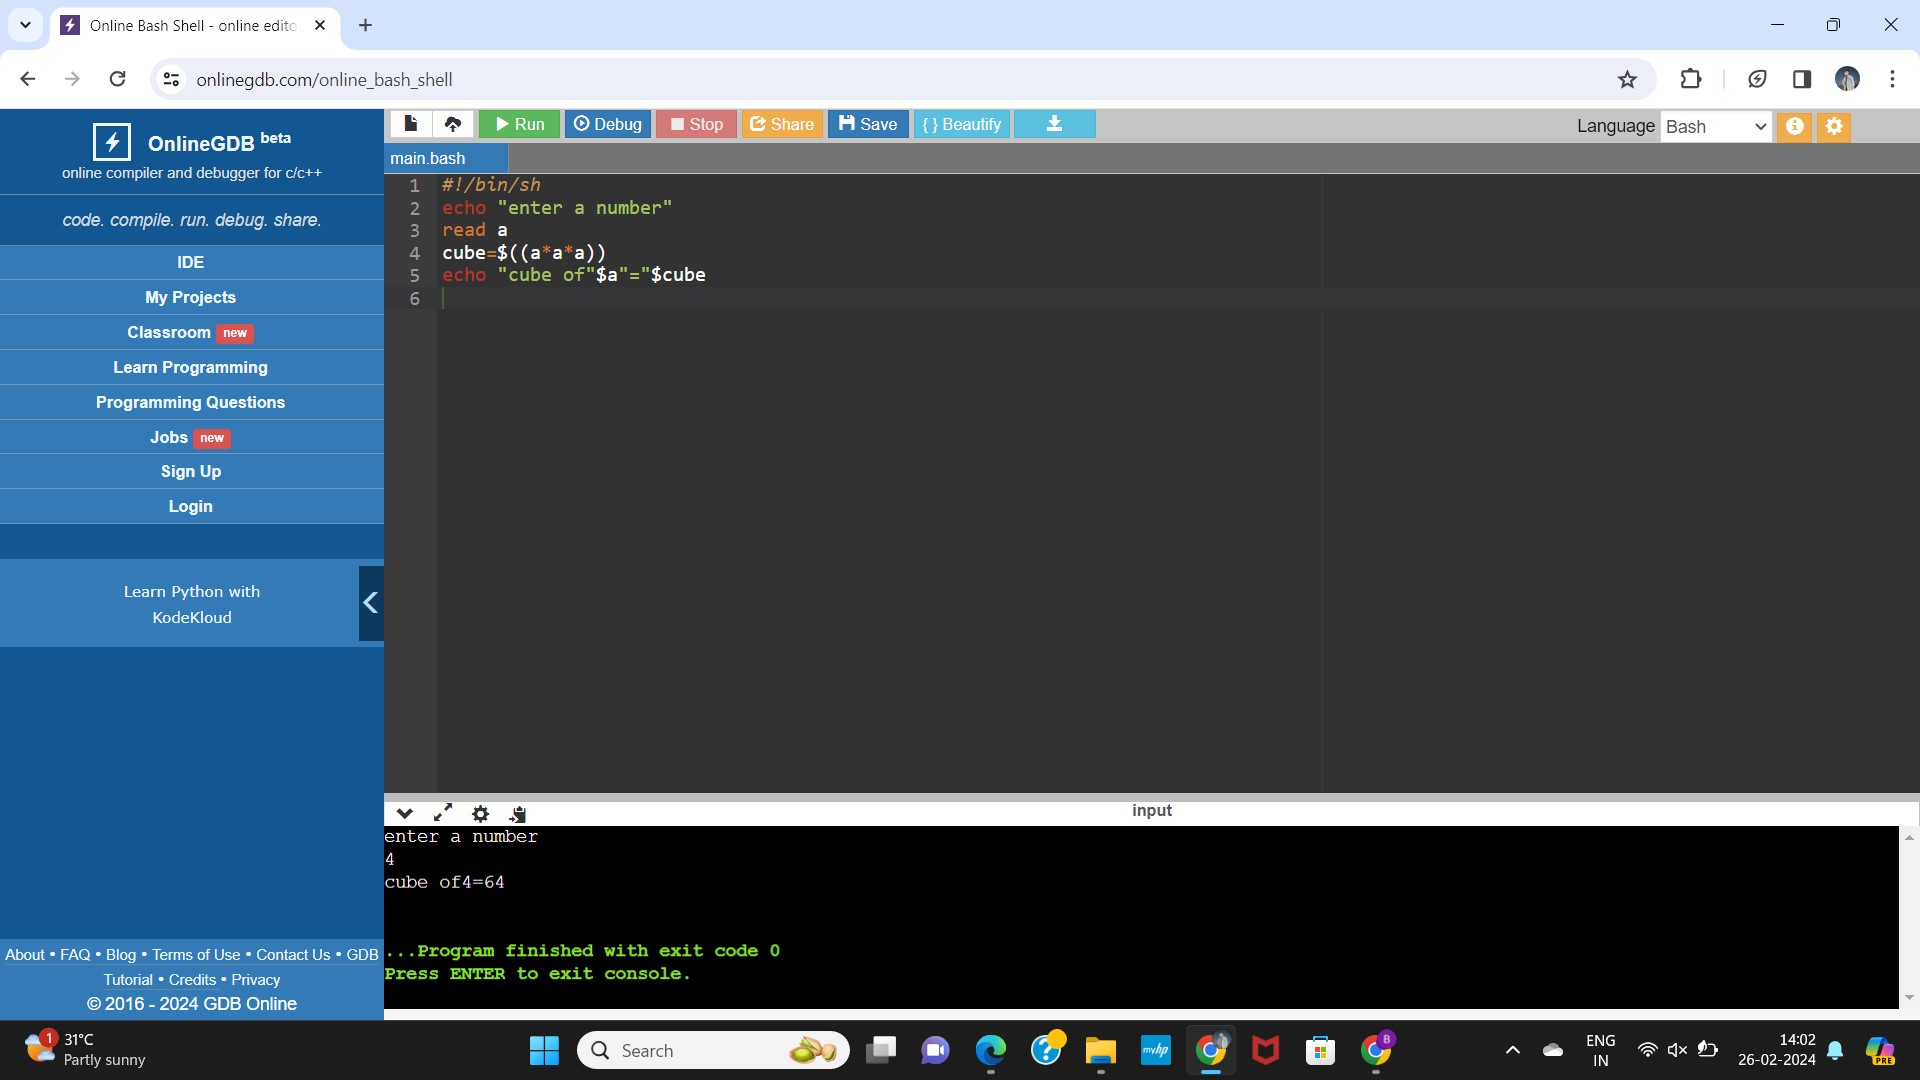 Online Bash Shell - online edito
onlinegdb.com/online_bash_shell
OnlineGDB beta
online compiler and debugger for c/c++
code. compile. run. debug. share.
IDE
My Projects
Classroom new
Learn Programming
Programming Questions
Jobs new
Sign Up
Login
Learn Python with
KodeKloud
About • FAQ • Blog • Terms of Use • Contact Us • GDB
Tutorial • Credits • Privacy
© 2016 - 2024 GDB Online
Run Debug Stop Share Save { } Beautify
Language Bash
main.bash
1 #!/bin/sh
2 echo "enter a number"
3 read a
4 cube=$((a*a*a))
5 echo "cube of"$a"="$cube
6
input
enter a number
4
cube of4=64
...Program finished with exit code 0
Press ENTER to exit console.
1
31°C
Partly sunny
Search
myhp
B
ENG
IN
14:02
26-02-2024
PRE